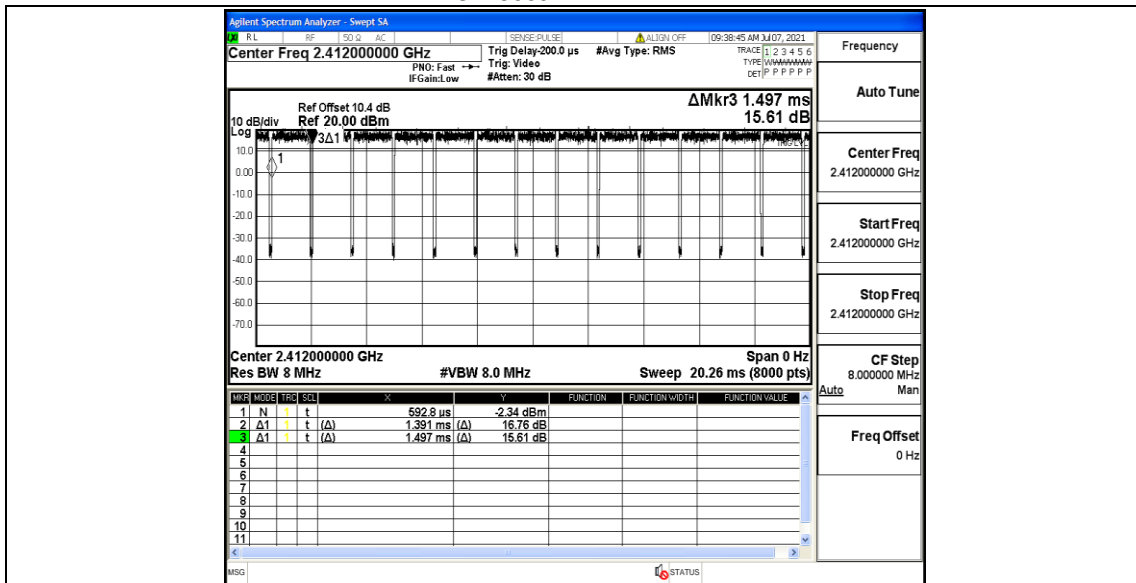 Agilent Spectrum Analyzer - Swept SA
RL RF 50 Ω AC SENSE:PULSE ALIGN OFF 09:38:45 AM Jul 07, 2021
Center Freq 2.412000000 GHz
PNO: Fast
IFGain:Low
Trig Delay-200.0 µs
Trig: Video
#Atten: 30 dB
#Avg Type: RMS
TRACE 1 2 3 4 5 6
TYPE
DET P P P P P P
ΔMkr3 1.497 ms
15.61 dB
Ref Offset 10.4 dB
10 dB/div Ref 20.00 dBm
Log
3Δ1
TRIG LVL
10.0
1
0.00
-10.0
-20.0
-30.0
-40.0
-50.0
-60.0
-70.0
Center 2.412000000 GHz Span 0 Hz
Res BW 8 MHz #VBW 8.0 MHz Sweep 20.26 ms (8000 pts)
MKR MODE TRC SCL X Y FUNCTION FUNCTION WIDTH FUNCTION VALUE
1 N 1 t 592.8 µs -2.34 dBm
2 Δ1 1 t (Δ) 1.391 ms (Δ) 16.76 dB
3 Δ1 1 t (Δ) 1.497 ms (Δ) 15.61 dB
4
5
6
7
8
9
10
11
MSG STATUS
Frequency
Auto Tune
Center Freq
2.412000000 GHz
Start Freq
2.412000000 GHz
Stop Freq
2.412000000 GHz
CF Step
8.000000 MHz
Auto Man
Freq Offset
0 Hz